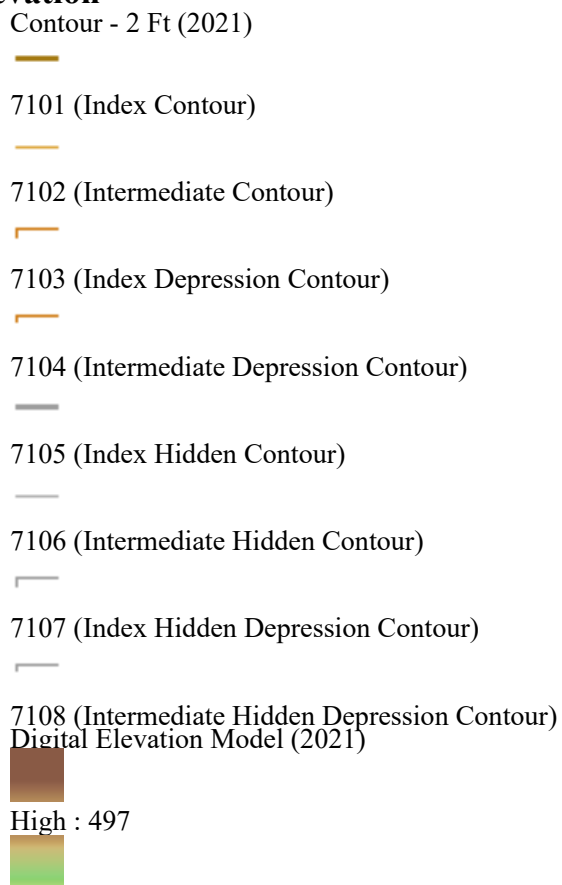 Contour - 2 Ft (2021)
7101 (Index Contour)
7102 (Intermediate Contour)
7103 (Index Depression Contour)
7104 (Intermediate Depression Contour)
7105 (Index Hidden Contour)
7106 (Intermediate Hidden Contour)
7107 (Index Hidden Depression Contour)
7108 (Intermediate Hidden Depression Contour)
Digital Elevation Model (2021)
High : 497